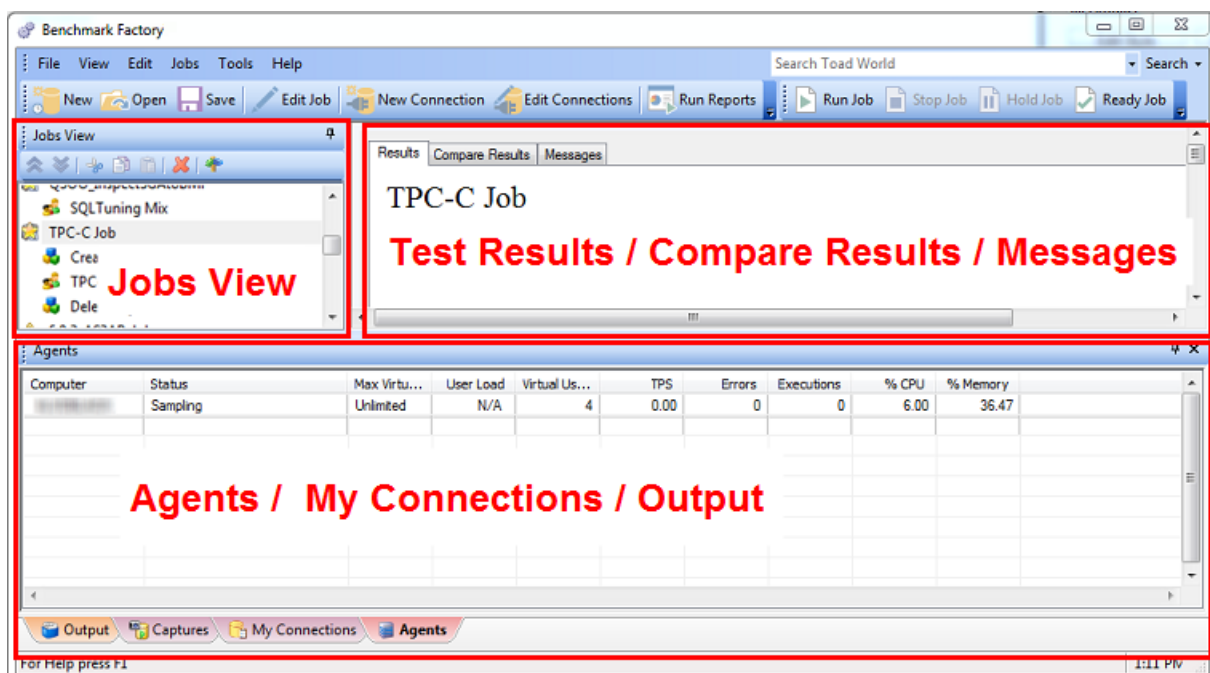 Benchmark Factory
File View Edit Jobs Tools Help
Search Toad World
Search
New Open Save Edit Job New Connection Edit Connections Run Reports Run Job Stop Job Hold Job Ready Job
Jobs View
SQLTuning Mix
TPC-C Job
Crea
TPC
Dele
Jobs View
Results Compare Results Messages
TPC-C Job
Test Results / Compare Results / Messages
Agents
Computer Status Max Virtu... User Load Virtual Us... TPS Errors Executions % CPU % Memory
Sampling Unlimited N/A 4 0.00 0 0 6.00 36.47
Agents / My Connections / Output
Output Captures My Connections Agents
For Help press F1
1:11 PM